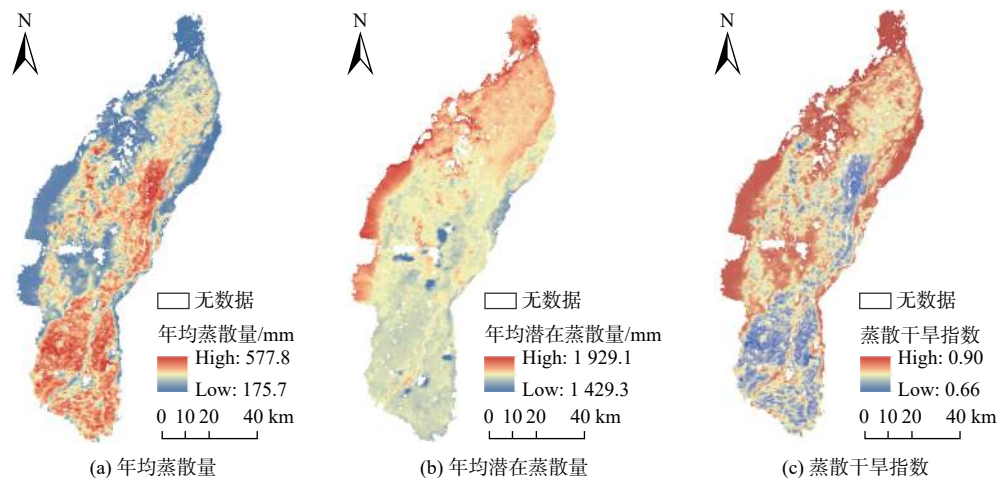 N
无数据
年均蒸散量/mm
High: 577.8
Low: 175.7
0 10 20 40 km
(a) 年均蒸散量
N
无数据
年均潜在蒸散量/mm
High: 1 929.1
Low: 1 429.3
0 10 20 40 km
(b) 年均潜在蒸散量
N
无数据
蒸散干旱指数
High: 0.90
Low: 0.66
0 10 20 40 km
(c) 蒸散干旱指数